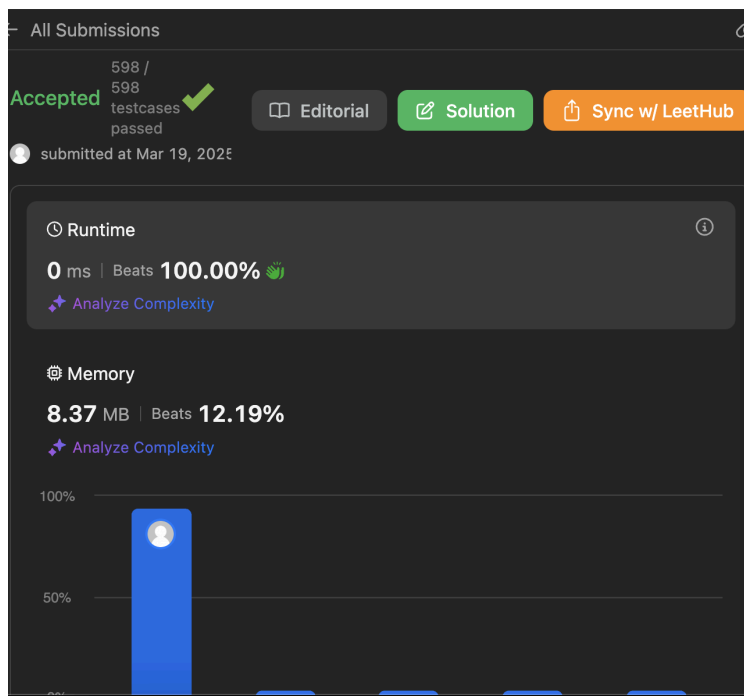 All Submissions
Accepted
598 /
598
testcases
passed
Editorial
Solution
Sync w/ LeetHub
submitted at Mar 19, 2025
Runtime
0 ms | Beats 100.00%
Analyze Complexity
Memory
8.37 MB | Beats 12.19%
Analyze Complexity
100%
50%
0%